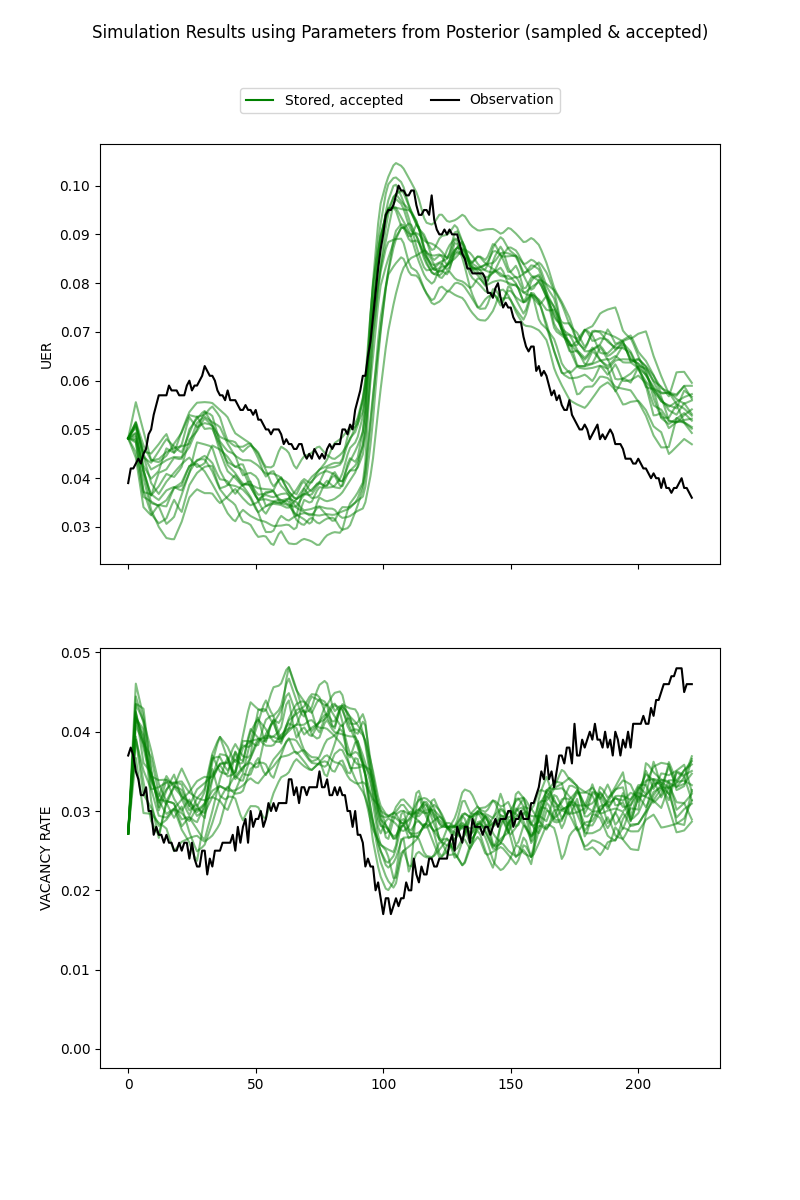 Simulation Results using Parameters from Posterior (sampled & accepted)
Stored, accepted Observation
0.10
0.09
0.08
0.07
0.06
0.05
0.04
0.03
UER
0.05
0.04
0.03
0.02
0.01
0.00
VACANCY RATE
0 50 100 150 200